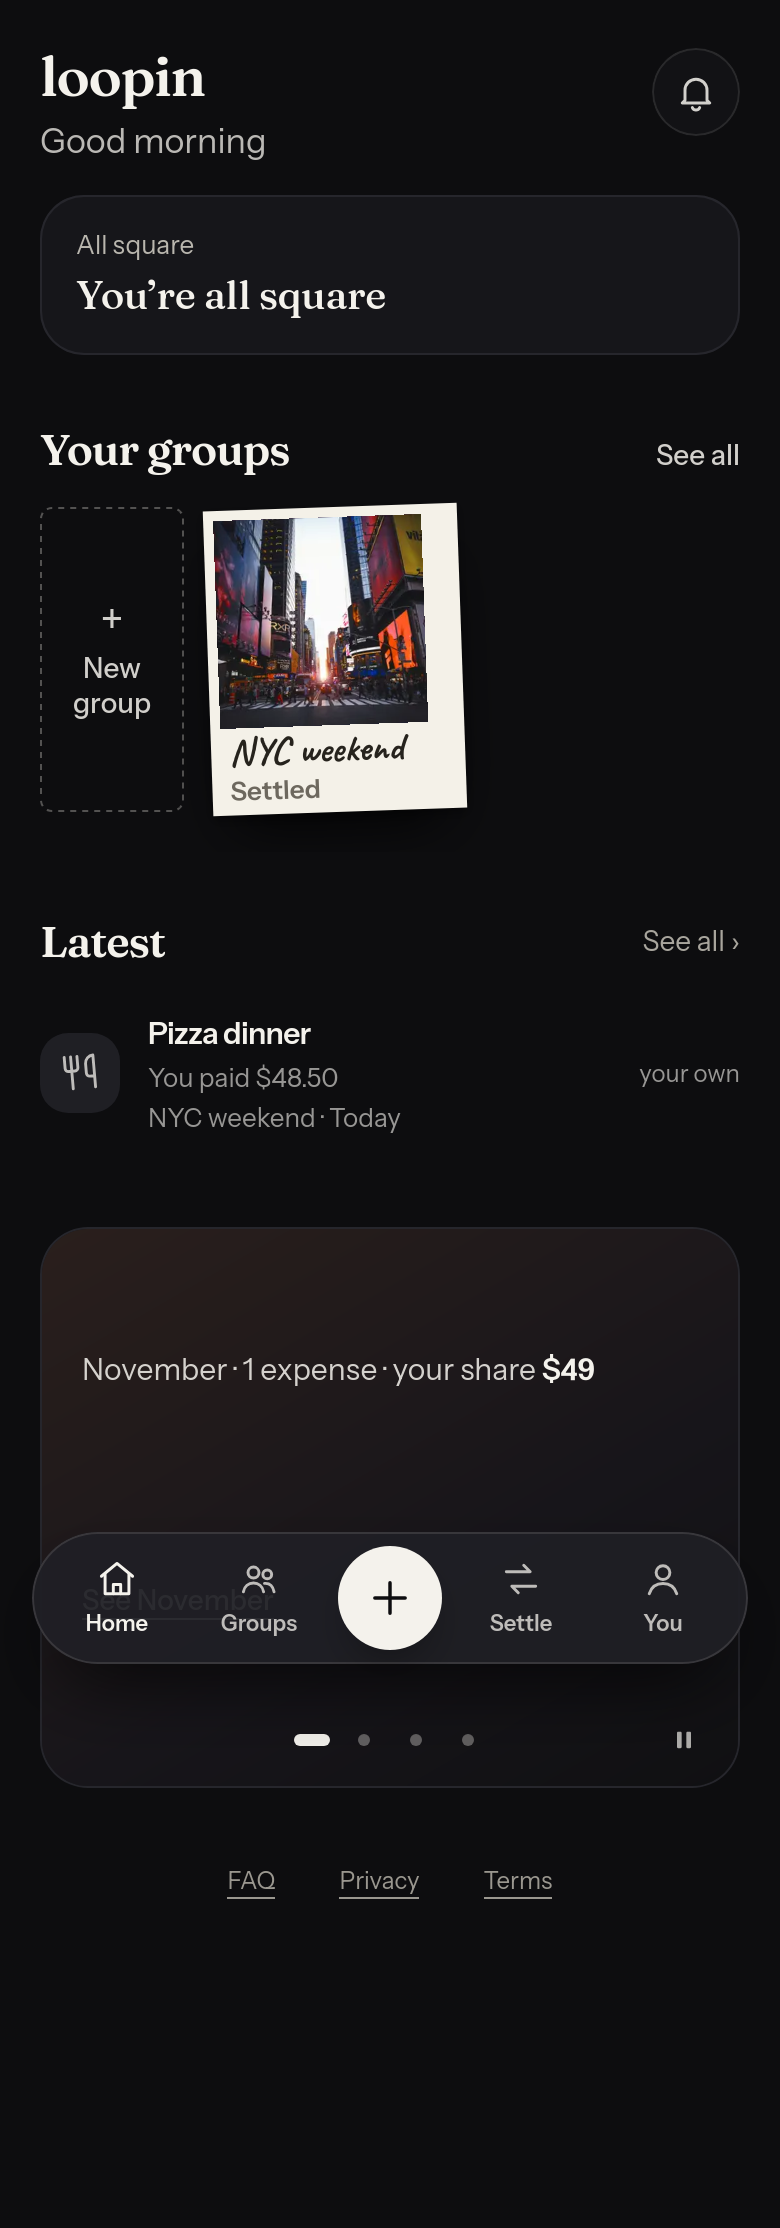 loopin
Good morning
All square
You’re all square
Your groups
See all
+
New
group
NYC weekend
Settled
Latest
See all ›
Pizza dinner
You paid $48.50
your own
NYC weekend · Today
November · 1 expense · your share $49
See November
Home
Groups
Settle
You
FAQ
Privacy
Terms